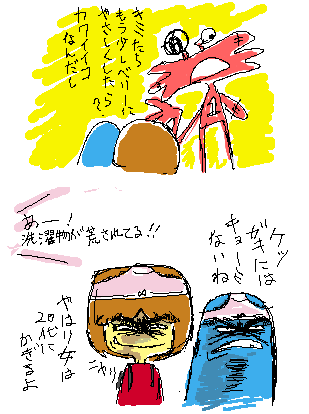 キミたち
もう少しベリーに
やさしくしたら?
カワイイコ
なんだし
あー!
洗濯物が荒されてる!!
ケッ
ガキには
キョーミ
ないね
やはり女は
20代に
かぎるよ
ニヤリ